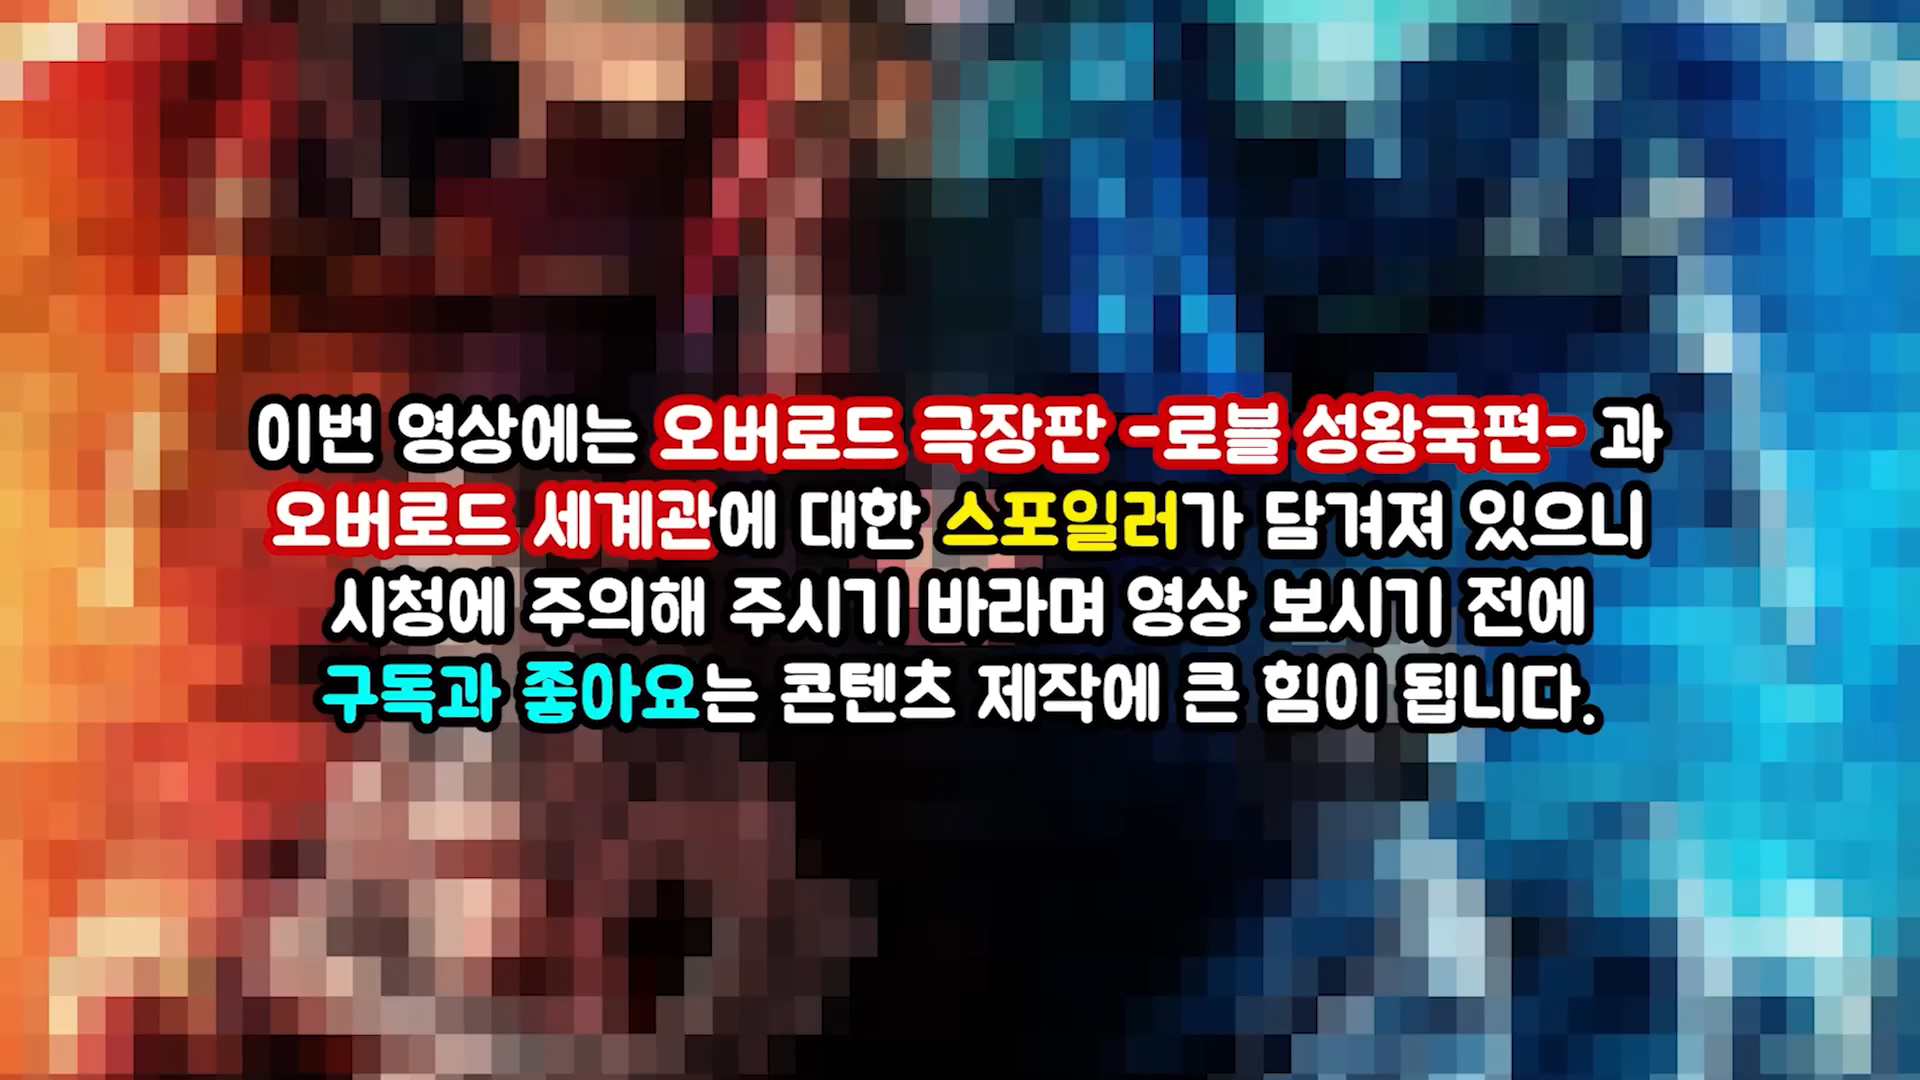 이번 영상에는 오버로드 극장판 -로블 성왕국편- 과
오버로드 세계관에 대한 스포일러가 담겨져 있으니
시청에 주의해 주시기 바라며 영상 보시기 전에
구독과 좋아요는 콘텐츠 제작에 큰 힘이 됩니다.